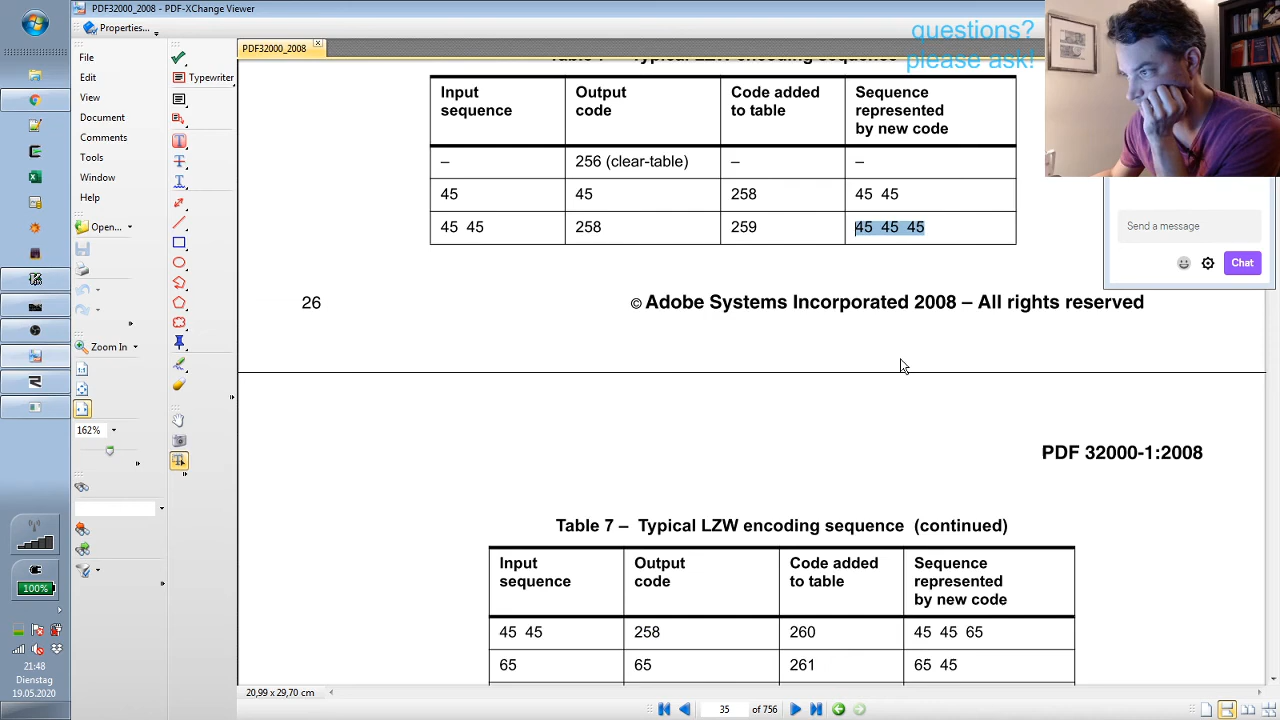 PDF32000_2008 - PDF-XChange Viewer
Properties...
PDF32000_2008
questions?
please ask!
File
Edit
View
Document
Comments
Tools
Window
Help
Open...
Zoom In
162%
Typewriter
Typical LZW encoding sequence
Input sequence
Output code
Code added to table
Sequence represented by new code
–
256 (clear-table)
–
–
45
45
258
45 45
45 45
258
259
45 45 45
26
© Adobe Systems Incorporated 2008 – All rights reserved
PDF 32000-1:2008
Table 7 – Typical LZW encoding sequence (continued)
Input sequence
Output code
Code added to table
Sequence represented by new code
45 45
258
260
45 45 65
65
65
261
65 45
Send a message
Chat
100%
21:48
Dienstag
19.05.2020
20,99 x 29,70 cm
35
of 756